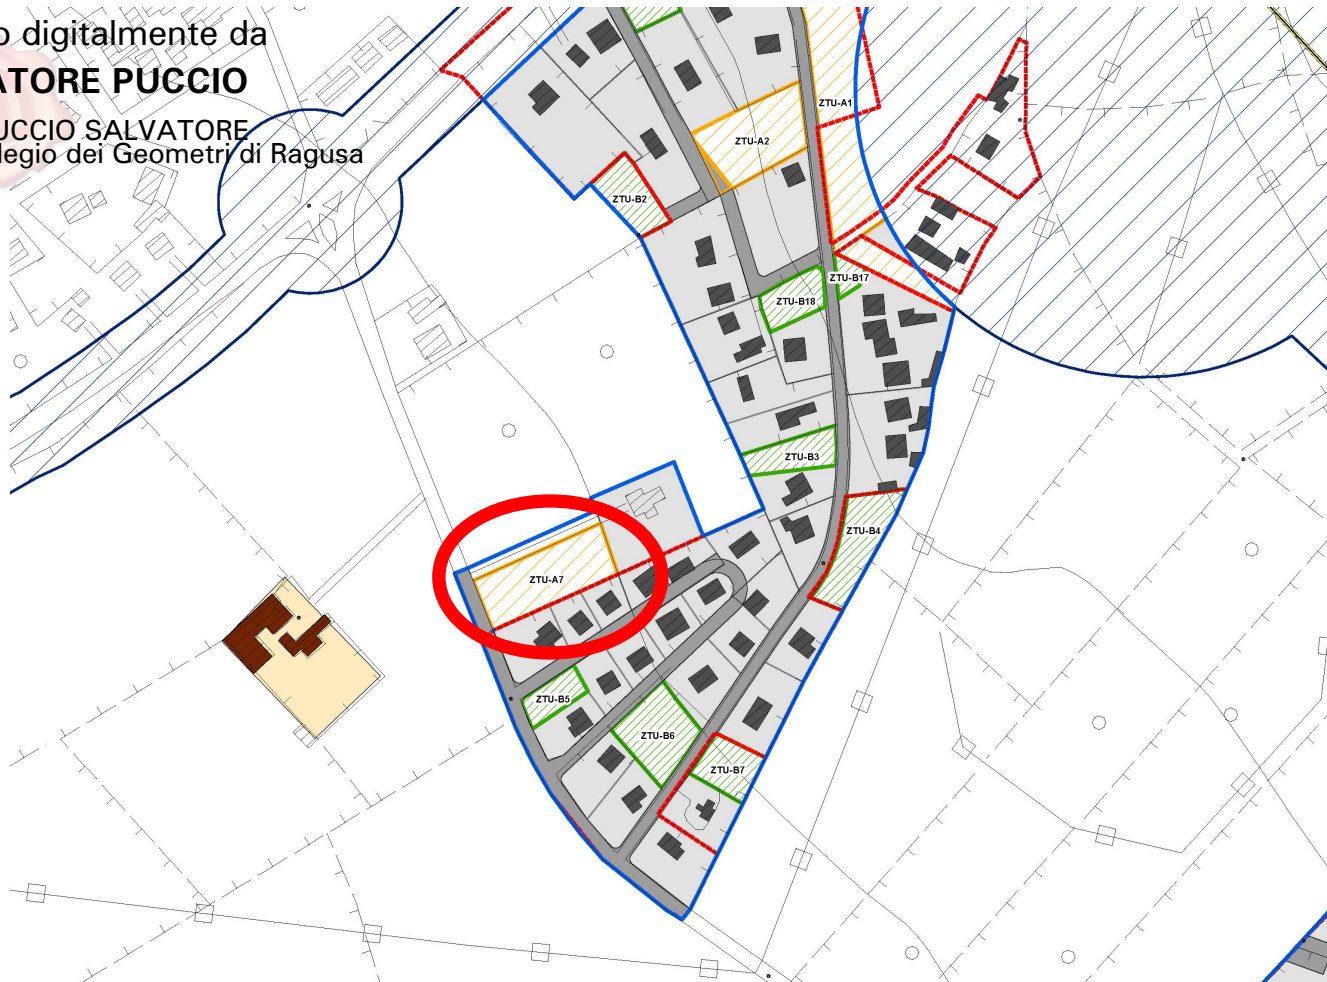 o digitalmente da
ATORE PUCCIO
UCCIO SALVATORE
legio dei Geometri di Ragusa
ZTU-A1
ZTU-A2
ZTU-B2
ZTU-B17
ZTU-B18
ZTU-B3
ZTU-B4
ZTU-A7
ZTU-B5
ZTU-B6
ZTU-B7